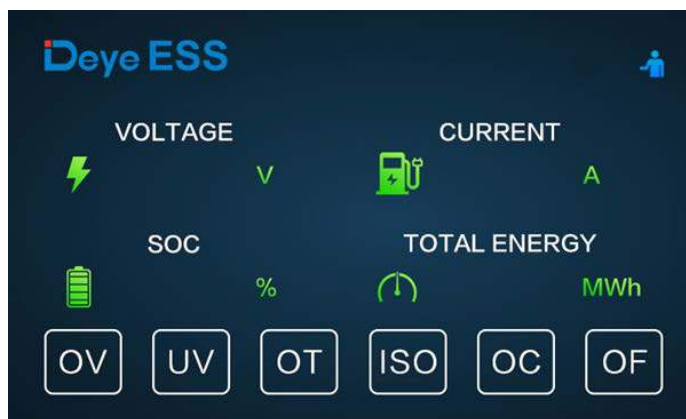 Deye ESS
VOLTAGE CURRENT
V A
SOC TOTAL ENERGY
% MWh
OV UV OT ISO OC OF